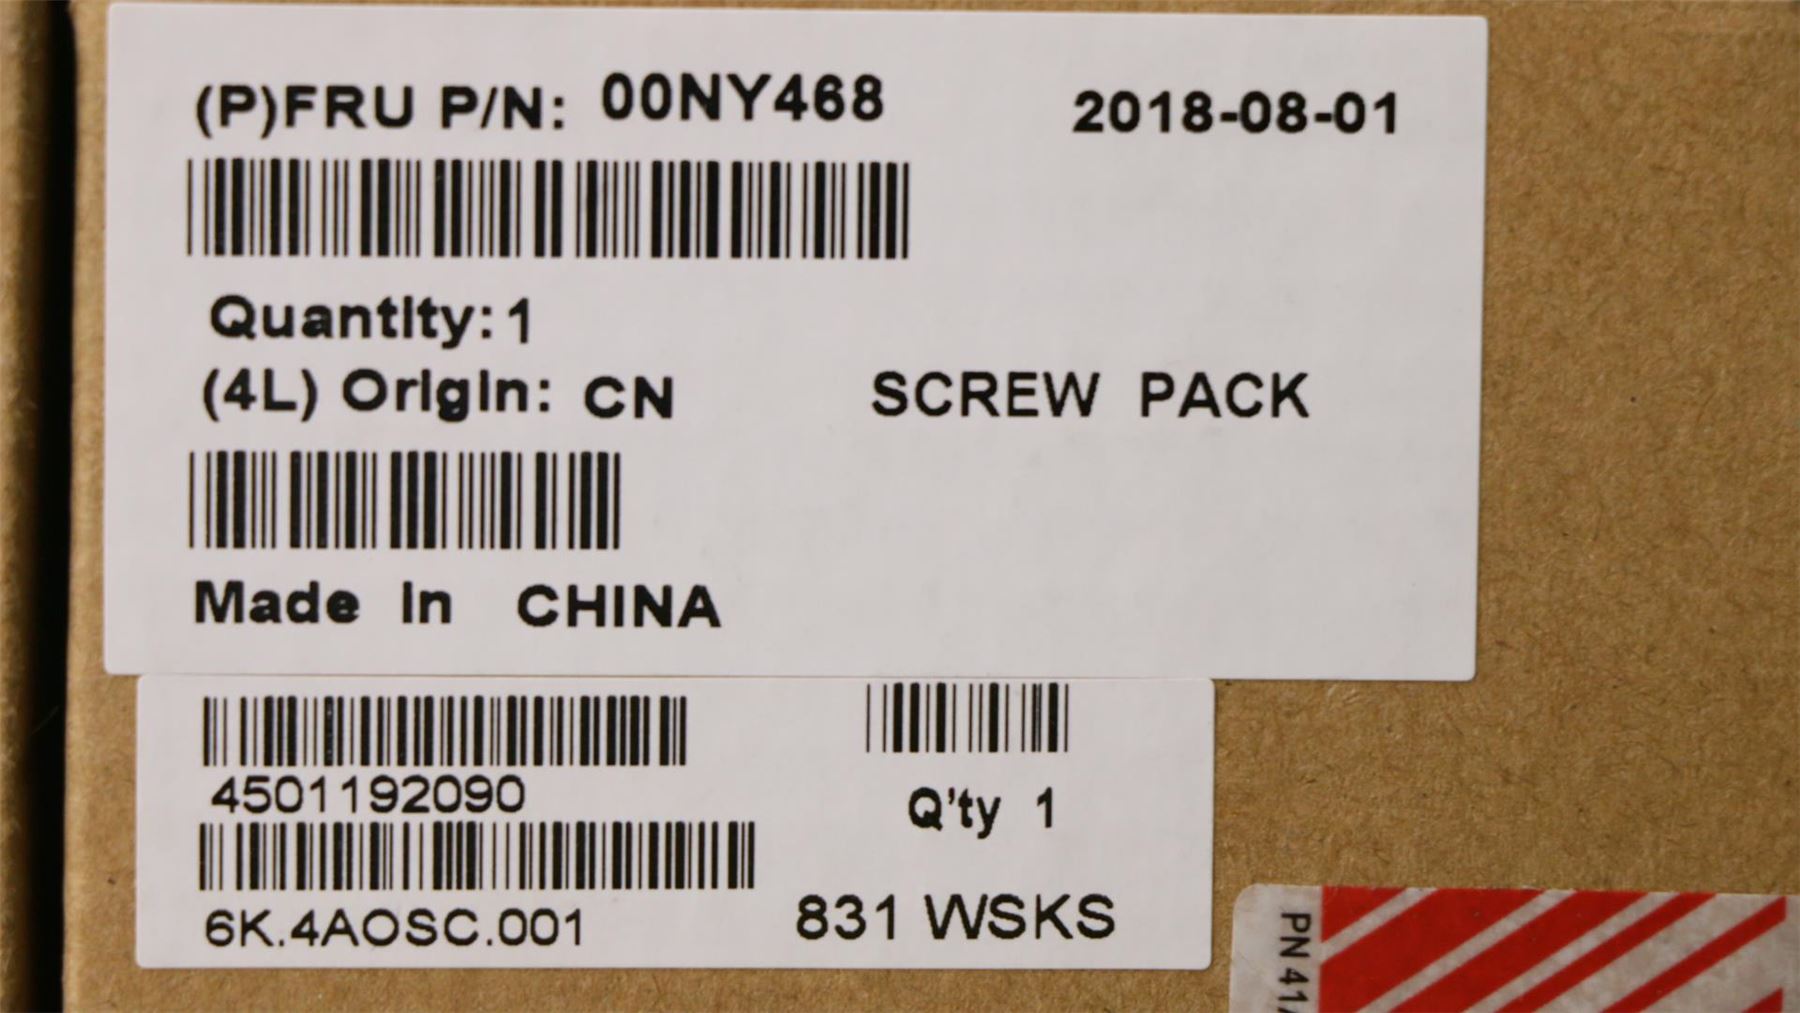 (P)FRU P/N: 00NY468 2018-08-01
Quantity: 1
(4L) Origin: CN SCREW PACK
Made In CHINA
4501192090
Q'ty 1
6K.4AOSC.001
831 WSKS
PN 41